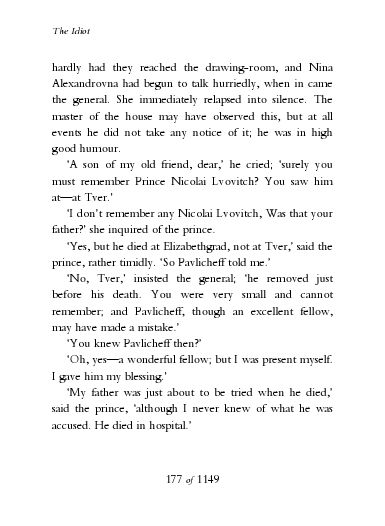 The Idiot
hardly had they reached the drawing-room, and Nina
Alexandrovna had begun to talk hurriedly, when in came
the general. She immediately relapsed into silence. The
master of the house may have observed this, but at all
events he did not take any notice of it; he was in high
good humour.
‘A son of my old friend, dear,’ he cried; ‘surely you
must remember Prince Nicolai Lvovitch? You saw him
at—at Tver.’
‘I don’t remember any Nicolai Lvovitch, Was that your
father?’ she inquired of the prince.
‘Yes, but he died at Elizabethgrad, not at Tver,’ said the
prince, rather timidly. ‘So Pavlicheff told me.’
‘No, Tver,’ insisted the general; ‘he removed just
before his death. You were very small and cannot
remember; and Pavlicheff, though an excellent fellow,
may have made a mistake.’
‘You knew Pavlicheff then?’
‘Oh, yes—a wonderful fellow; but I was present myself.
I gave him my blessing.’
‘My father was just about to be tried when he died,’
said the prince, ‘although I never knew of what he was
accused. He died in hospital.’
177 of 1149